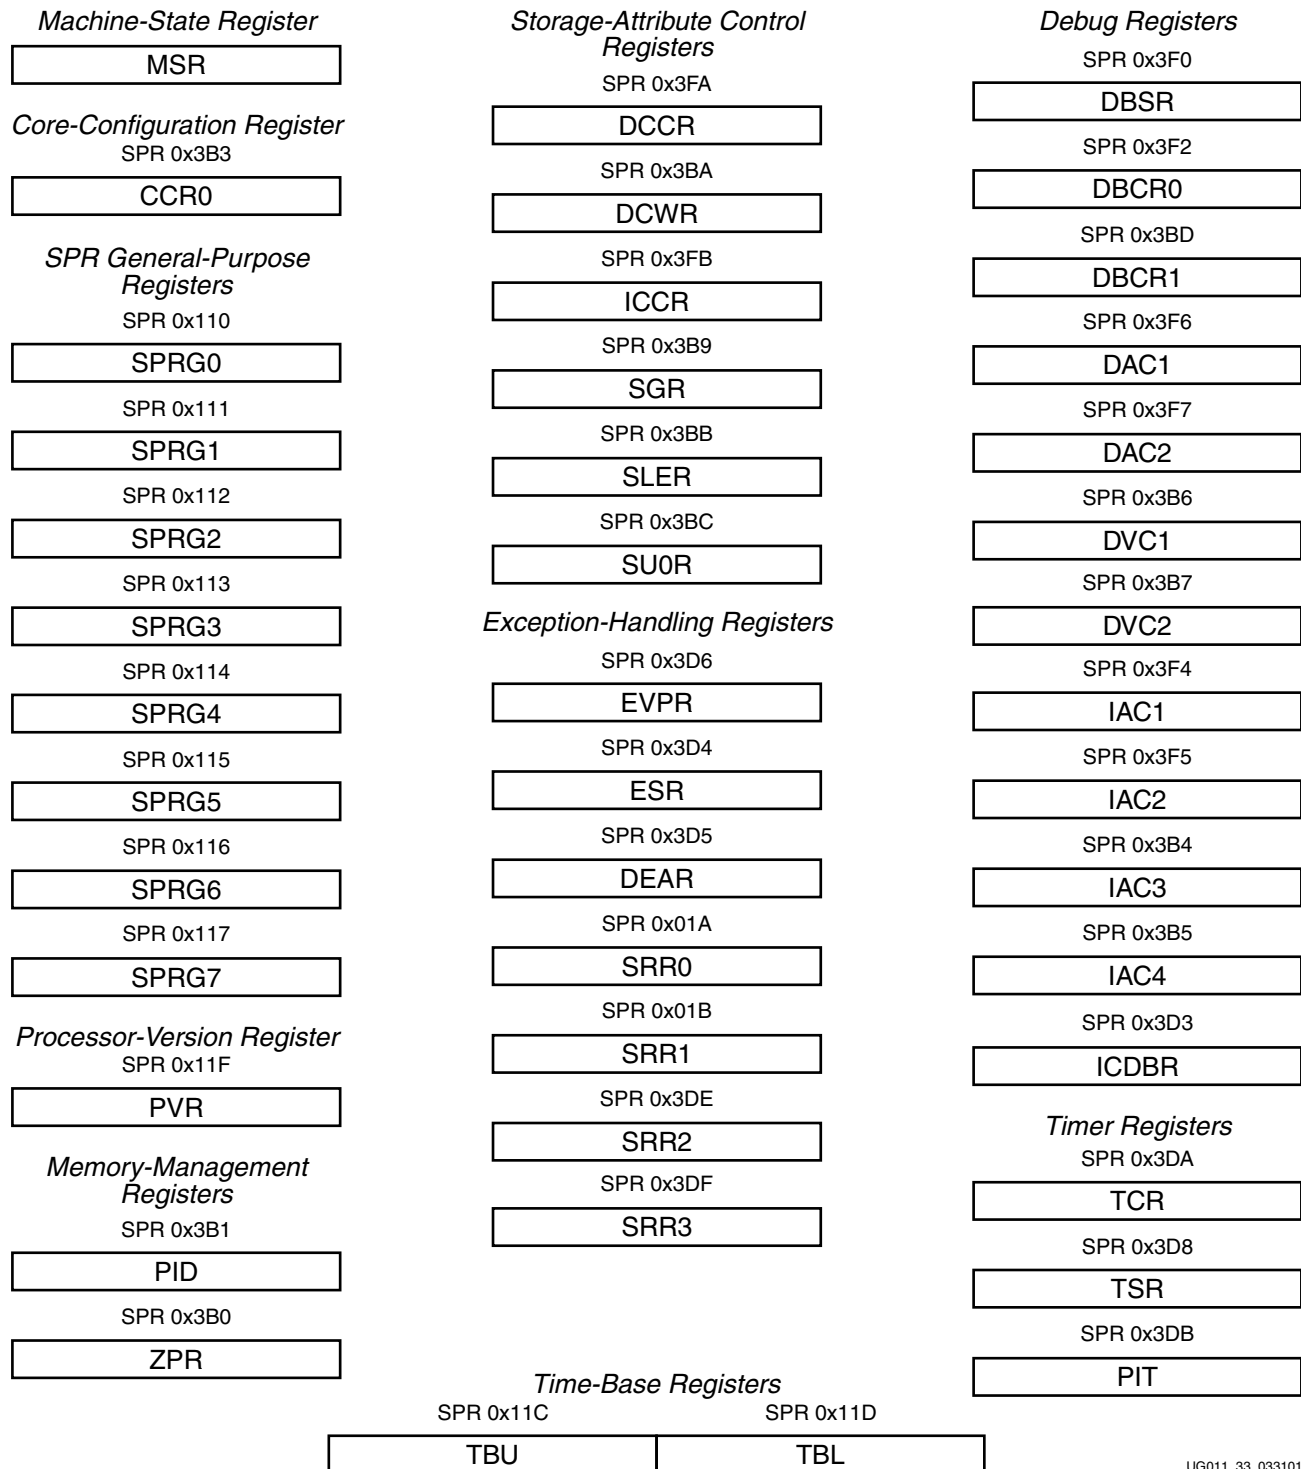 Machine-State Register
MSR
Core-Configuration Register
SPR 0x3B3
CCR0
SPR General-Purpose
Registers
SPR 0x110
SPRG0
SPR 0x111
SPRG1
SPR 0x112
SPRG2
SPR 0x113
SPRG3
SPR 0x114
SPRG4
SPR 0x115
SPRG5
SPR 0x116
SPRG6
SPR 0x117
SPRG7
Processor-Version Register
SPR 0x11F
PVR
Memory-Management
Registers
SPR 0x3B1
PID
SPR 0x3B0
ZPR
Storage-Attribute Control
Registers
SPR 0x3FA
DCCR
SPR 0x3BA
DCWR
SPR 0x3FB
ICCR
SPR 0x3B9
SGR
SPR 0x3BB
SLER
SPR 0x3BC
SU0R
Exception-Handling Registers
SPR 0x3D6
EVPR
SPR 0x3D4
ESR
SPR 0x3D5
DEAR
SPR 0x01A
SRR0
SPR 0x01B
SRR1
SPR 0x3DE
SRR2
SPR 0x3DF
SRR3
Debug Registers
SPR 0x3F0
DBSR
SPR 0x3F2
DBCR0
SPR 0x3BD
DBCR1
SPR 0x3F6
DAC1
SPR 0x3F7
DAC2
SPR 0x3B6
DVC1
SPR 0x3B7
DVC2
SPR 0x3F4
IAC1
SPR 0x3F5
IAC2
SPR 0x3B4
IAC3
SPR 0x3B5
IAC4
SPR 0x3D3
ICDBR
Timer Registers
SPR 0x3DA
TCR
SPR 0x3D8
TSR
SPR 0x3DB
PIT
Time-Base Registers
SPR 0x11C SPR 0x11D
TBU TBL
UG011_33_033101